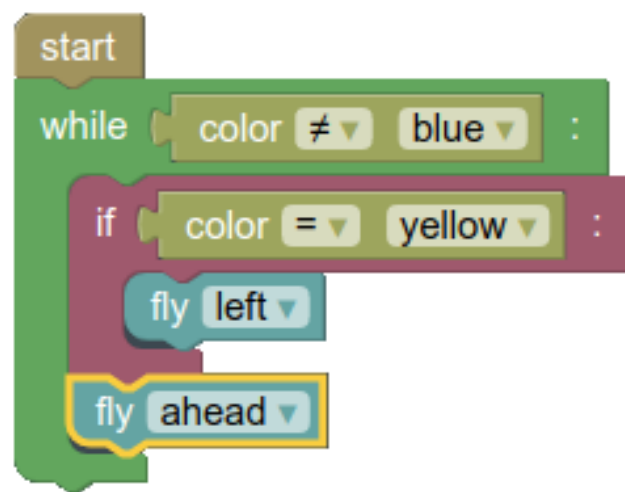 start
while color ≠ blue :
if color = yellow :
fly left
fly ahead